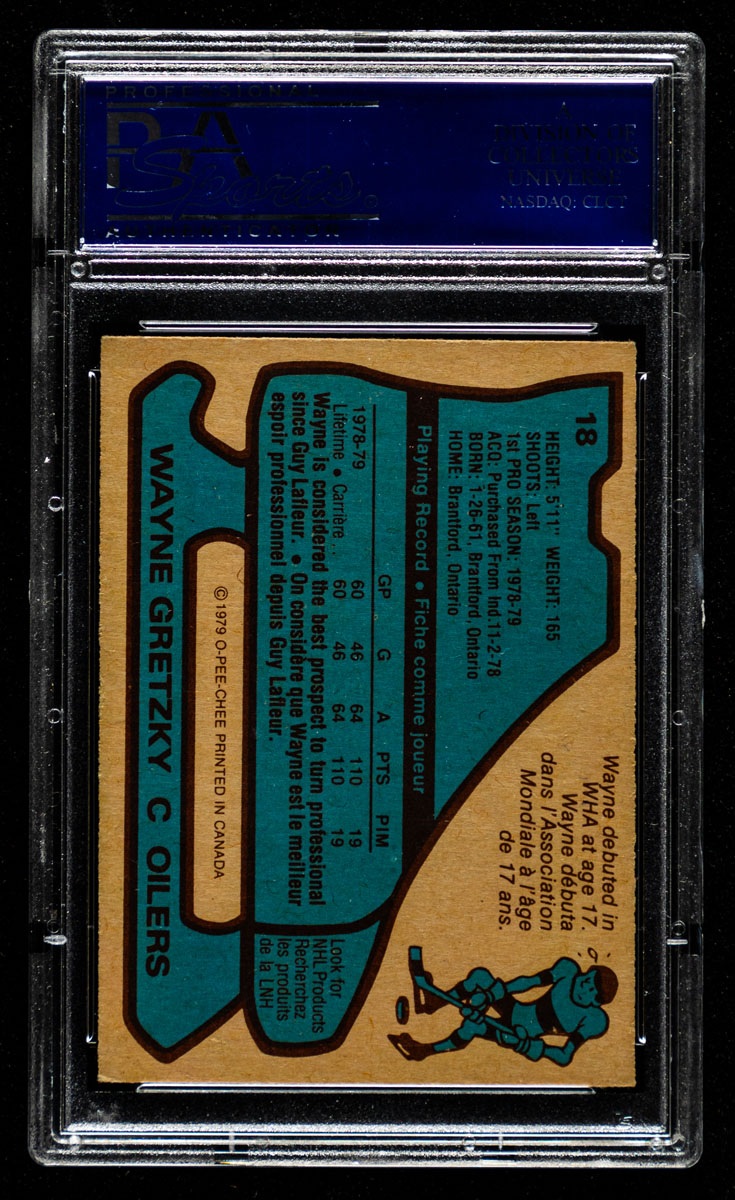 PROFESSIONAL
PSA
Sports
AUTHENTICATOR
A
DIVISION OF
COLLECTORS
UNIVERSE
NASDAQ: CLCT
18
HEIGHT: 5'11" WEIGHT: 165
SHOOTS: Left
1st PRO SEASON: 1978-79
ACQ: Purchased From Ind.11-2-78
BORN: 1-26-61, Brantford, Ontario
HOME: Brantford, Ontario
Wayne debuted in
WHA at age 17.
Wayne débuta
dans l'Association
Mondiale à l'âge
de 17 ans.
Playing Record • Fiche comme joueur
GP G A PTS PIM
1978-79 60 46 64 110 19
Lifetime • Carrière... 60 46 64 110 19
Wayne is considered the best prospect to turn professional
since Guy Lafleur. • On considère que Wayne est le meilleur
espoir professionnel depuis Guy Lafleur.
Look for
NHL Products
Recherchez
les produits
de la LNH
©1979 O-PEE-CHEE PRINTED IN CANADA
WAYNE GRETZKY C OILERS